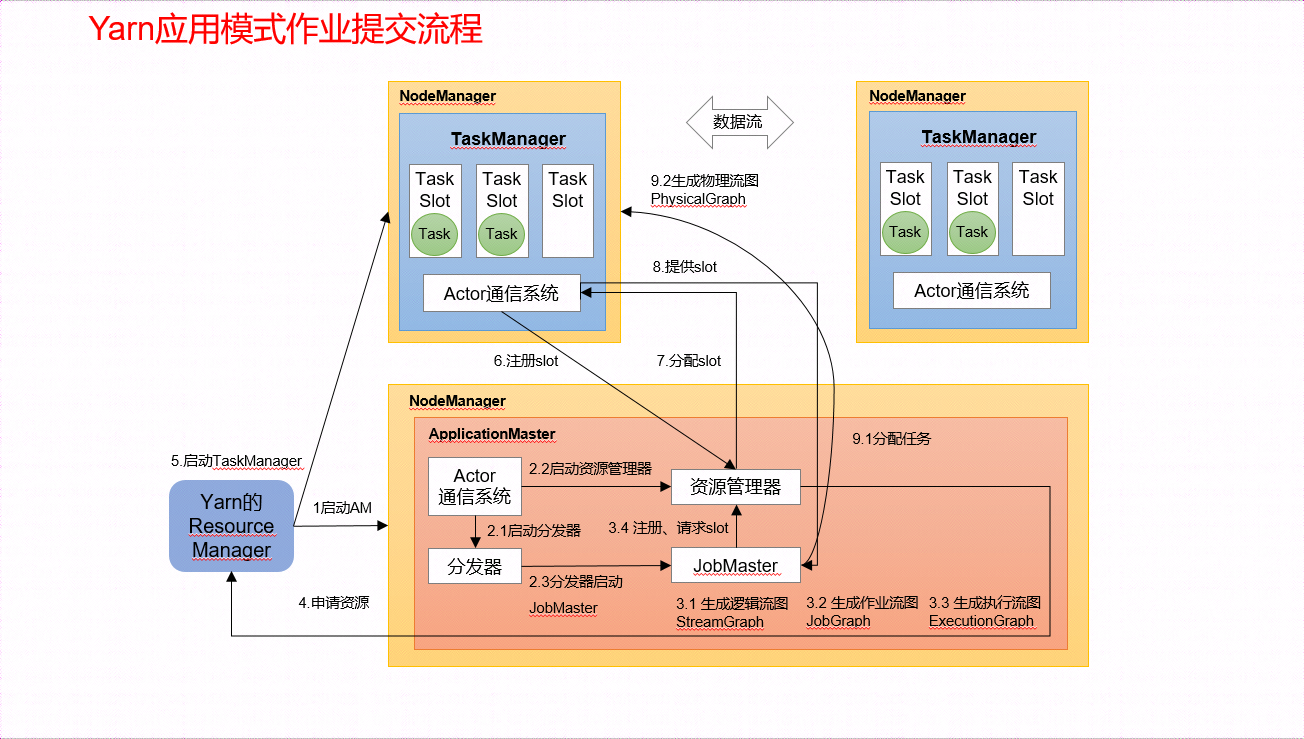 Yarn应用模式作业提交流程
NodeManager
TaskManager
Task
Slot
Task
Task
Slot
Task
Task
Slot
Actor通信系统
数据流
NodeManager
TaskManager
Task
Slot
Task
Task
Slot
Task
Task
Slot
Actor通信系统
9.2生成物理流图
PhysicalGraph
8.提供slot
6.注册slot
7.分配slot
NodeManager
ApplicationMaster
9.1分配任务
5.启动TaskManager
Yarn的
Resource
Manager
1启动AM
Actor
通信系统
2.2启动资源管理器
资源管理器
2.1启动分发器
3.4 注册、请求slot
分发器
2.3分发器启动
JobMaster
JobMaster
4.申请资源
3.1 生成逻辑流图
StreamGraph
3.2 生成作业流图
JobGraph
3.3 生成执行流图
ExecutionGraph